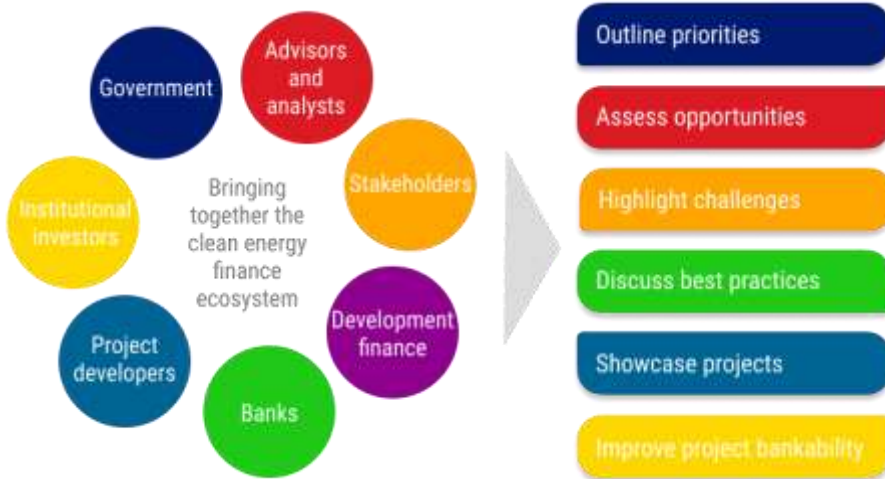 Government
Advisors
and
analysts
Stakeholders
Development
finance
Banks
Project
developers
Institutional
investors
Bringing
together the
clean energy
finance
ecosystem
Outline priorities
Assess opportunities
Highlight challenges
Discuss best practices
Showcase projects
Improve project bankability